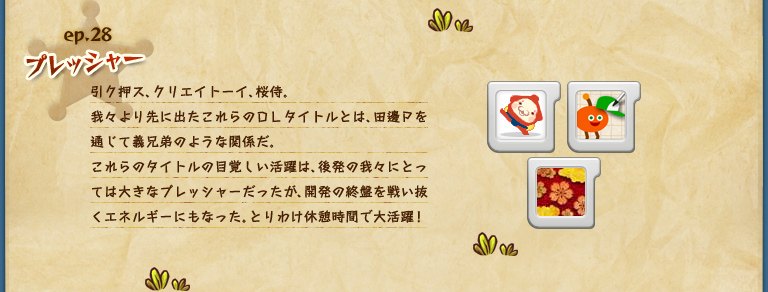 ep.28
プレッシャー
引ク押ス、クリエイトーイ、桜侍。
我々より先に出たこれらのＤＬタイトルとは、田邊Ｐを
通じて義兄弟のような関係だ。
これらのタイトルの目覚しい活躍は、後発の我々にとっ
ては大きなプレッシャーだったが、開発の終盤を戦い抜
くエネルギーにもなった。とりわけ休憩時間で大活躍！